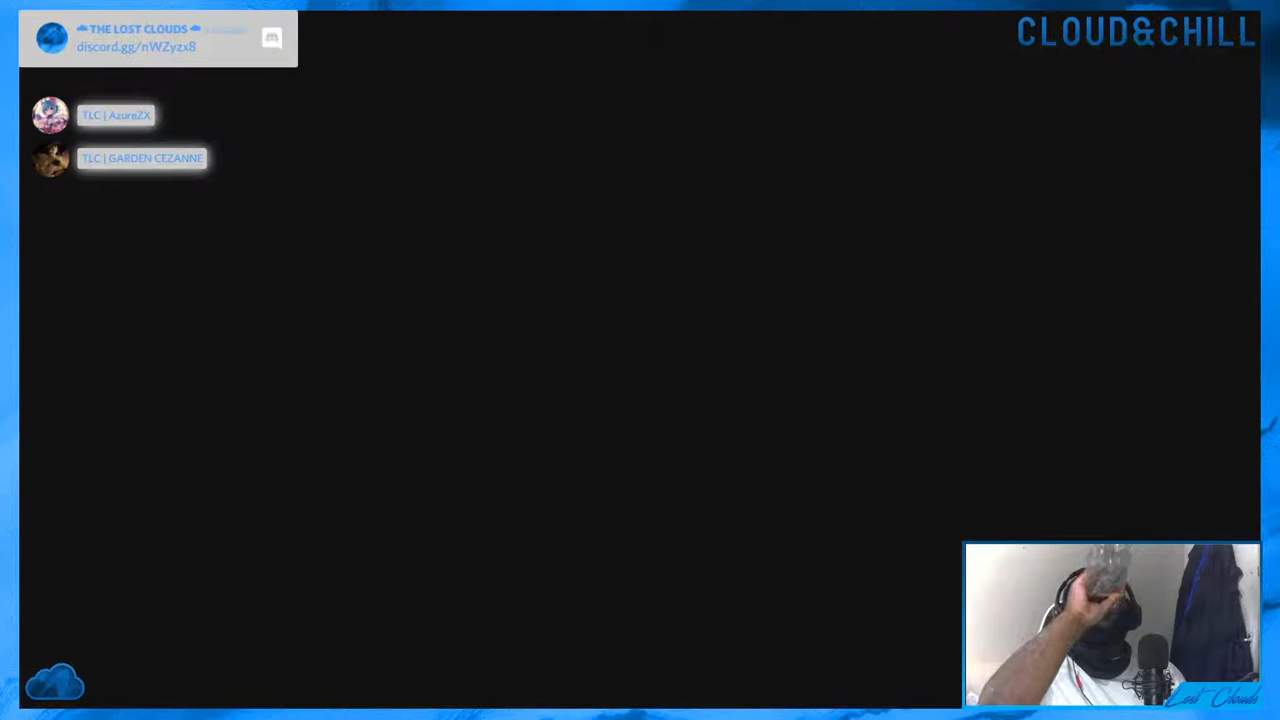 THE LOST CLOUDS
discord.gg/nWZyzx8
CLOUD&CHILL
TLC | AzureZX
TLC | GARDEN CEZANNE
Lost Clouds